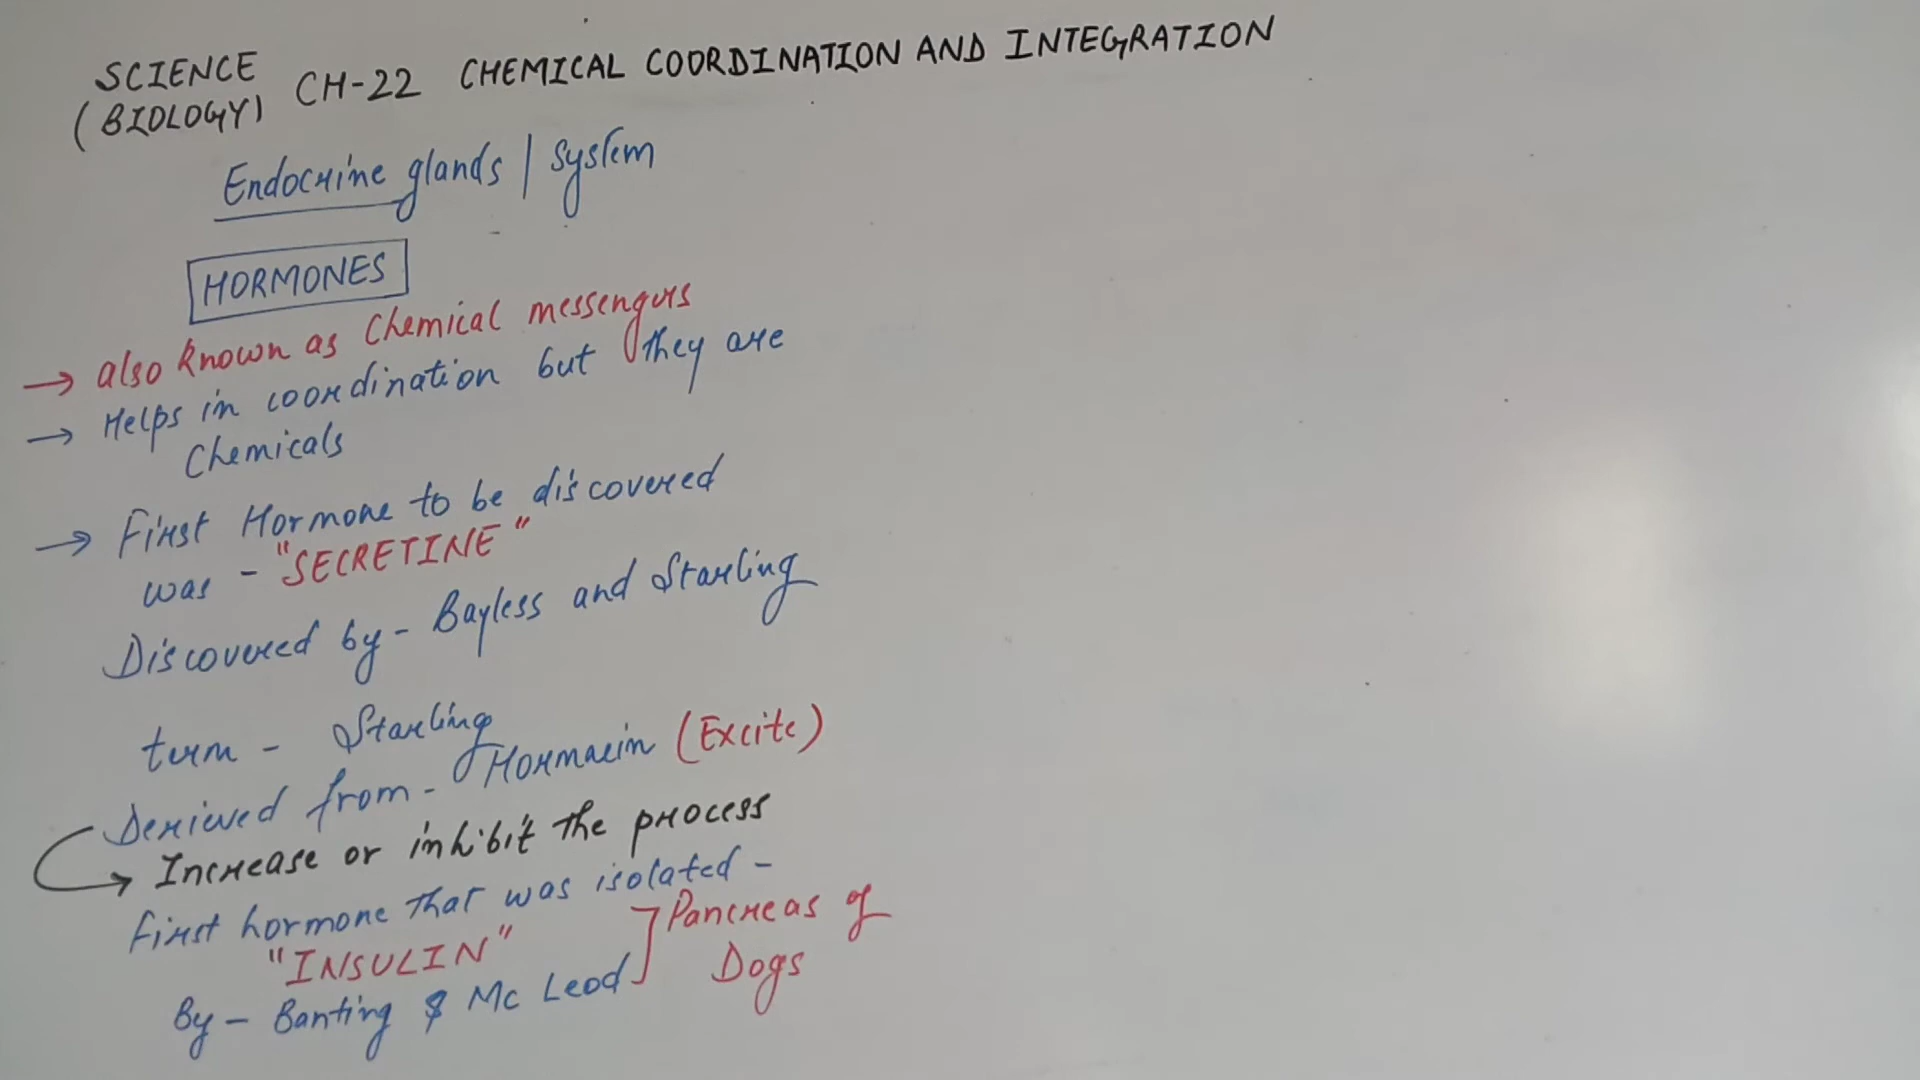 SCIENCE
(BIOLOGY) CH-22 CHEMICAL COORDINATION AND INTEGRATION
Endocrine glands | system
HORMONES
→ also known as Chemical messengers
→ Helps in coordination but they are
Chemicals
→ First Hormone to be discovered
was - "SECRETINE"
Discovered by - Bayless and Starling
term - Starling
Derieved from - Hormaein (Excite)
→ Increase or inhibit the process
first hormone that was isolated -
"INSULIN" ] Pancreas of
By - Banting & Mc Leod Dogs